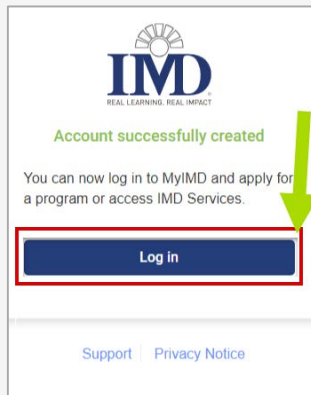 IMD
REAL LEARNING. REAL IMPACT
Account successfully created
You can now log in to MyIMD and apply for
a program or access IMD Services.
Log in
Support Privacy Notice